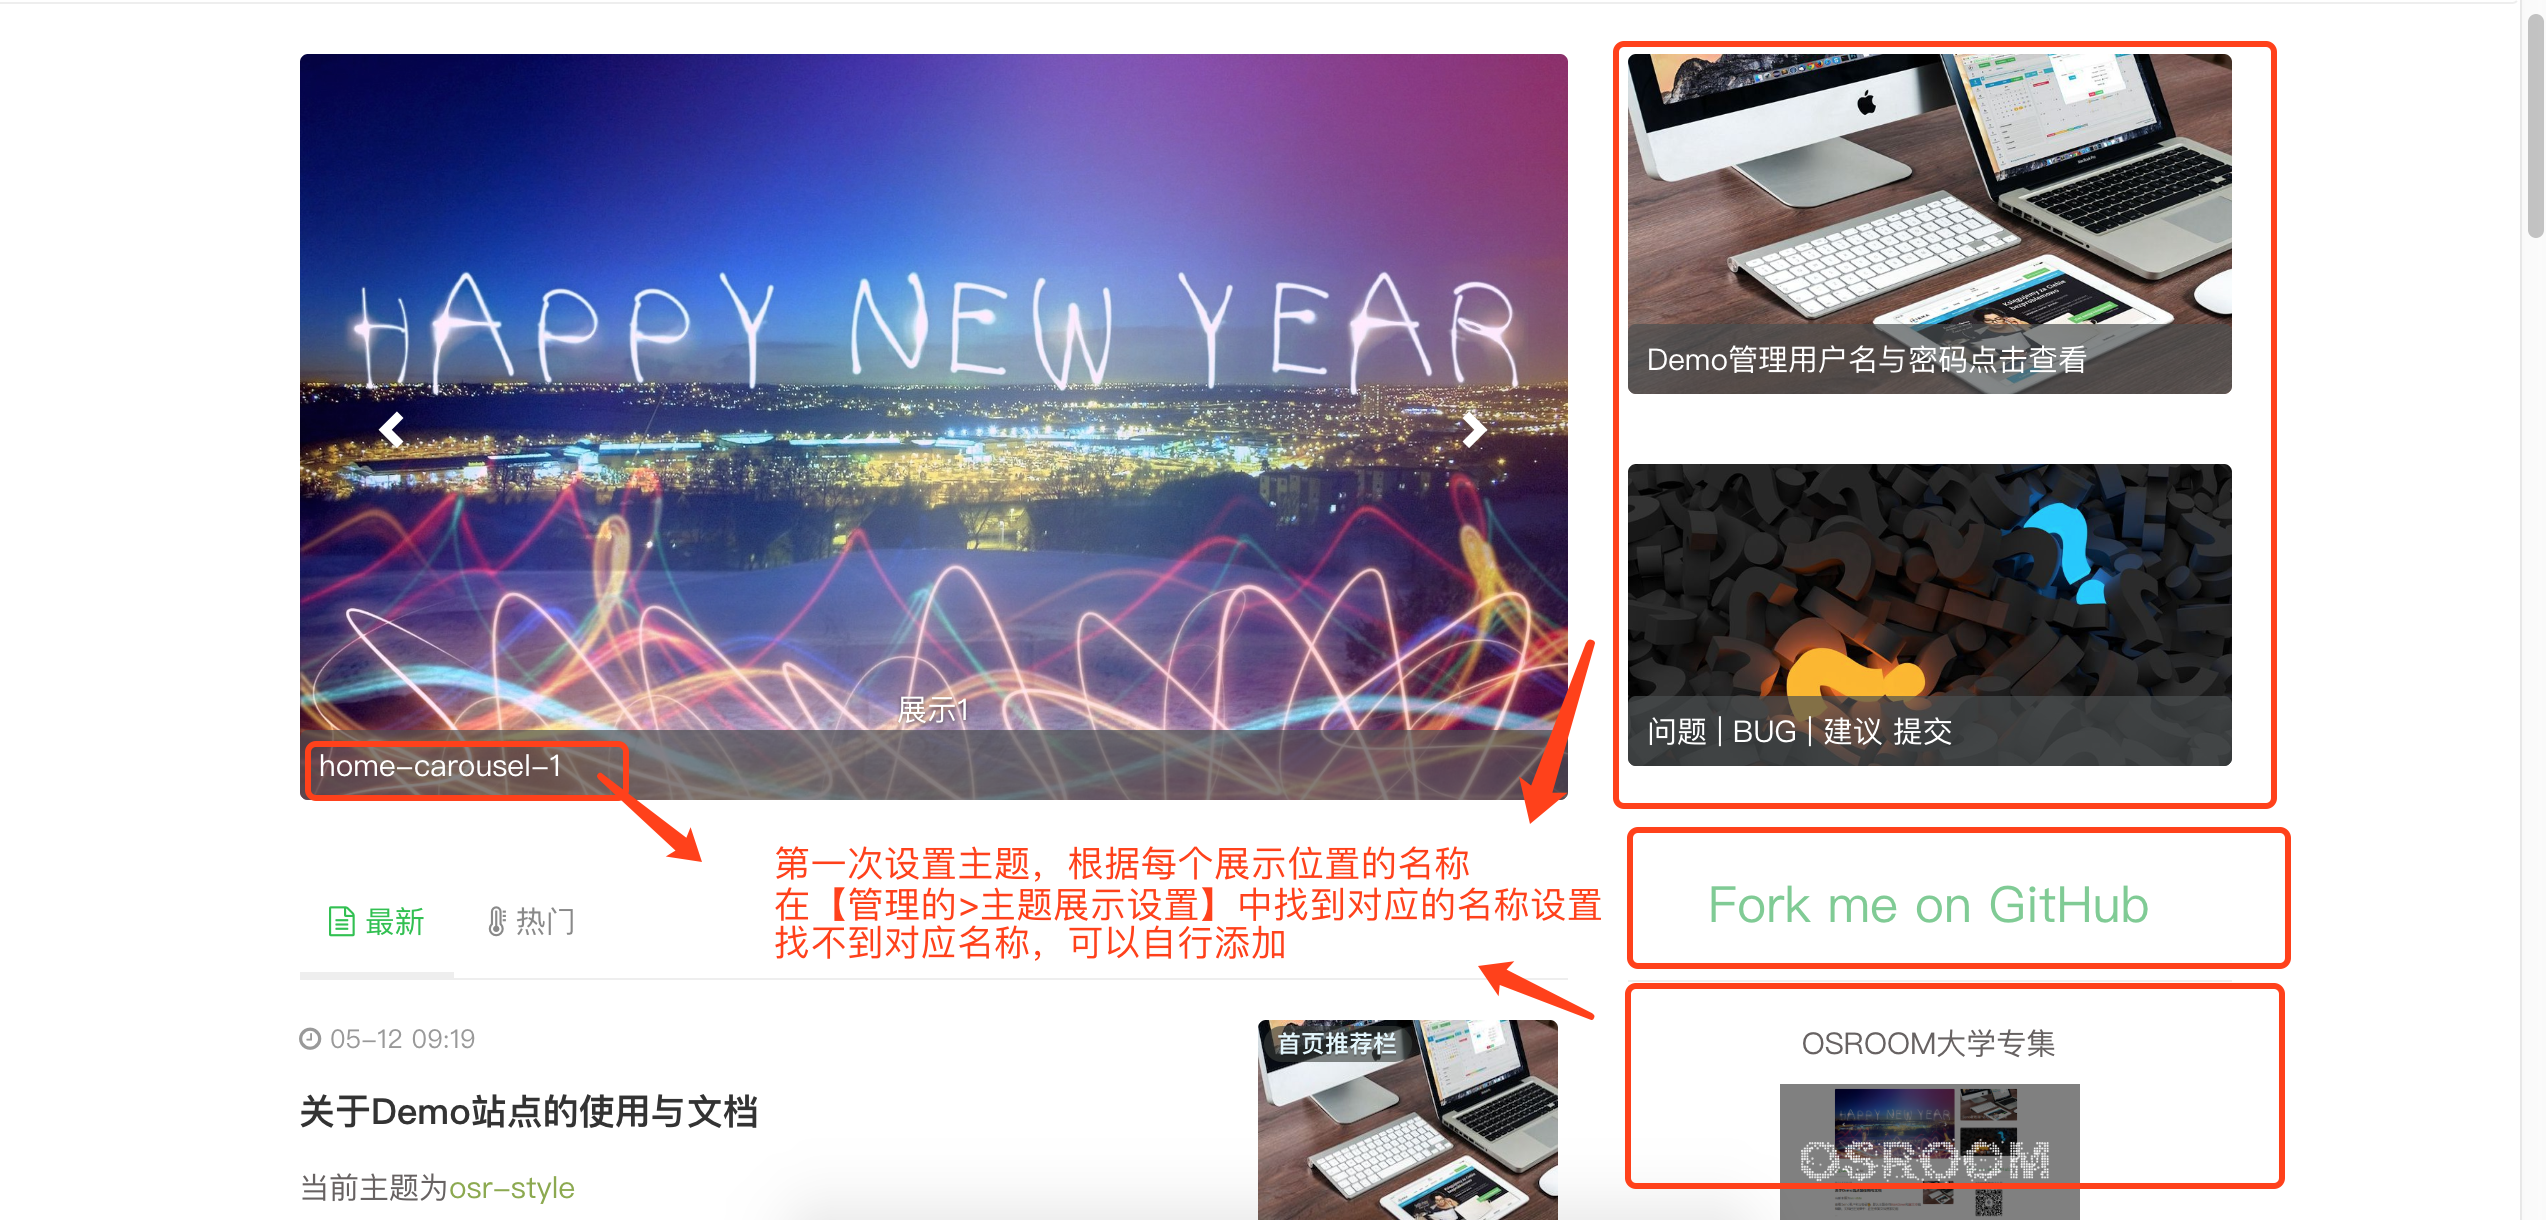 HAPPY NEW YEAR
展示1
home-carousel-1
Demo管理用户名与密码点击查看
问题 | BUG | 建议 提交
第一次设置主题，根据每个展示位置的名称
在【管理的>主题展示设置】中找到对应的名称设置
找不到对应名称，可以自行添加
Fork me on GitHub
最新
热门
05-12 09:19
关于Demo站点的使用与文档
当前主题为osr-style
首页推荐栏
OSROOM大学专集
HAPPY NEW YEAR
OSROOM